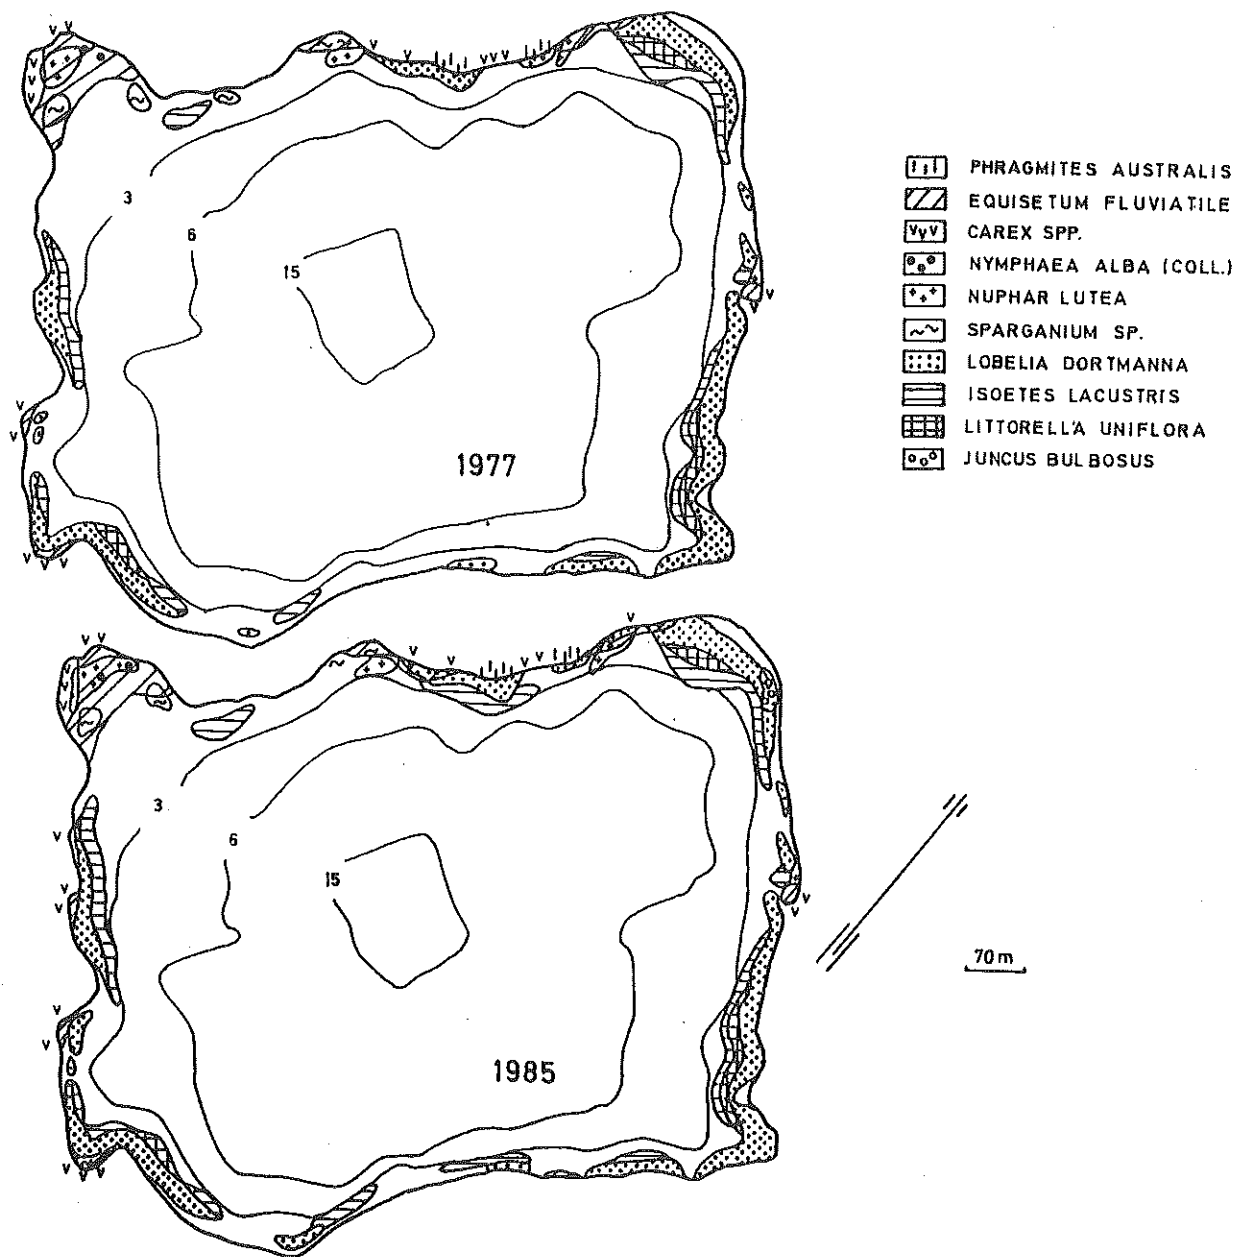 PHRAGMITES AUSTRALIS
EQUISETUM FLUVIATILE
CAREX SPP.
NYMPHAEA ALBA (COLL.)
NUPHAR LUTEA
SPARGANIUM SP.
LOBELIA DORTMANNA
ISOETES LACUSTRIS
LITTORELLA UNIFLORA
JUNCUS BULBOSUS
3
6
15
1977
3
6
15
1985
70 m